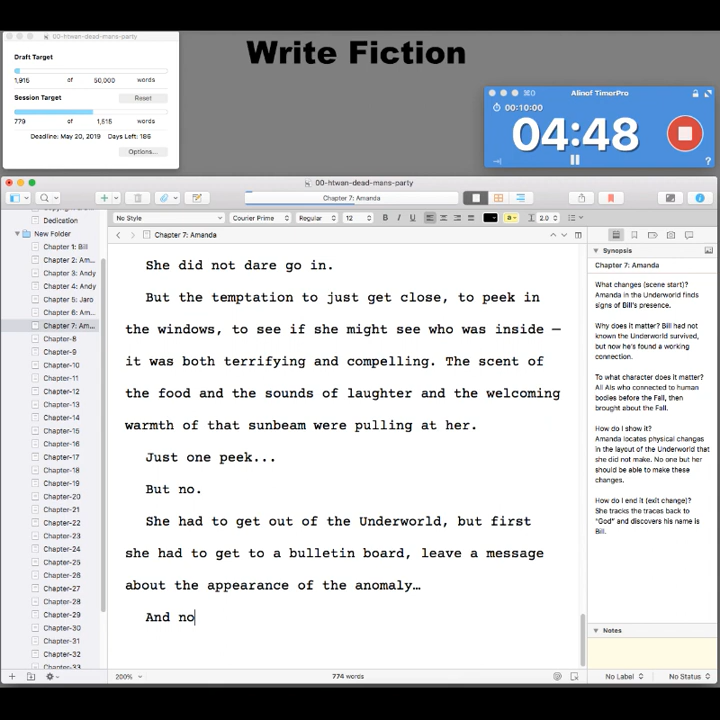 00-htwan-dead-mans-party
Write Fiction
Draft Target
1,915 of 50,000 words
Session Target
Reset
779 of 1,515 words
Deadline: May 20, 2019 Days Left: 186
Options...
⌘0 Alinof TimerPro
00:10:00
04:48
?
00-htwan-dead-mans-party
Chapter 7: Amanda
No Style
Courier Prime
Regular
12
B I U
a
2.0
Dedication
New Folder
Chapter 1: Bill
Chapter 2: Am...
Chapter 3: Andy
Chapter 4: Andy
Chapter 5: Jaro
Chapter 6: Am...
Chapter 7: Am...
Chapter-8
Chapter-9
Chapter-10
Chapter-11
Chapter-12
Chapter-13
Chapter-14
Chapter-15
Chapter-16
Chapter-17
Chapter-18
Chapter-19
Chapter-20
Chapter-21
Chapter-22
Chapter-23
Chapter-24
Chapter-25
Chapter-26
Chapter-27
Chapter-28
Chapter-29
Chapter-30
Chapter-31
Chapter-32
Chapter-33
Chapter 7: Amanda
She did not dare go in.
But the temptation to just get close, to peek in
the windows, to see if she might see who was inside —
it was both terrifying and compelling. The scent of
the food and the sounds of laughter and the welcoming
warmth of that sunbeam were pulling at her.
Just one peek...
But no.
She had to get out of the Underworld, but first
she had to get to a bulletin board, leave a message
about the appearance of the anomaly…
And no
200%
774 words
Synopsis
Chapter 7: Amanda
What changes (scene start)?
Amanda in the Underworld finds
signs of Bill's presence.
Why does it matter? Bill had not
known the Underworld survived,
but now he's found a working
connection.
To what character does it matter?
All AIs who connected to human
bodies before the Fall, then
brought about the Fall.
How do I show it?
Amanda locates physical changes
in the layout of the Underworld that
she did not make. No one but her
should be able to make these
changes.
How do I end it (exit change)?
She tracks the traces back to
"God" and discovers his name is
Bill.
Notes
No Label
No Status